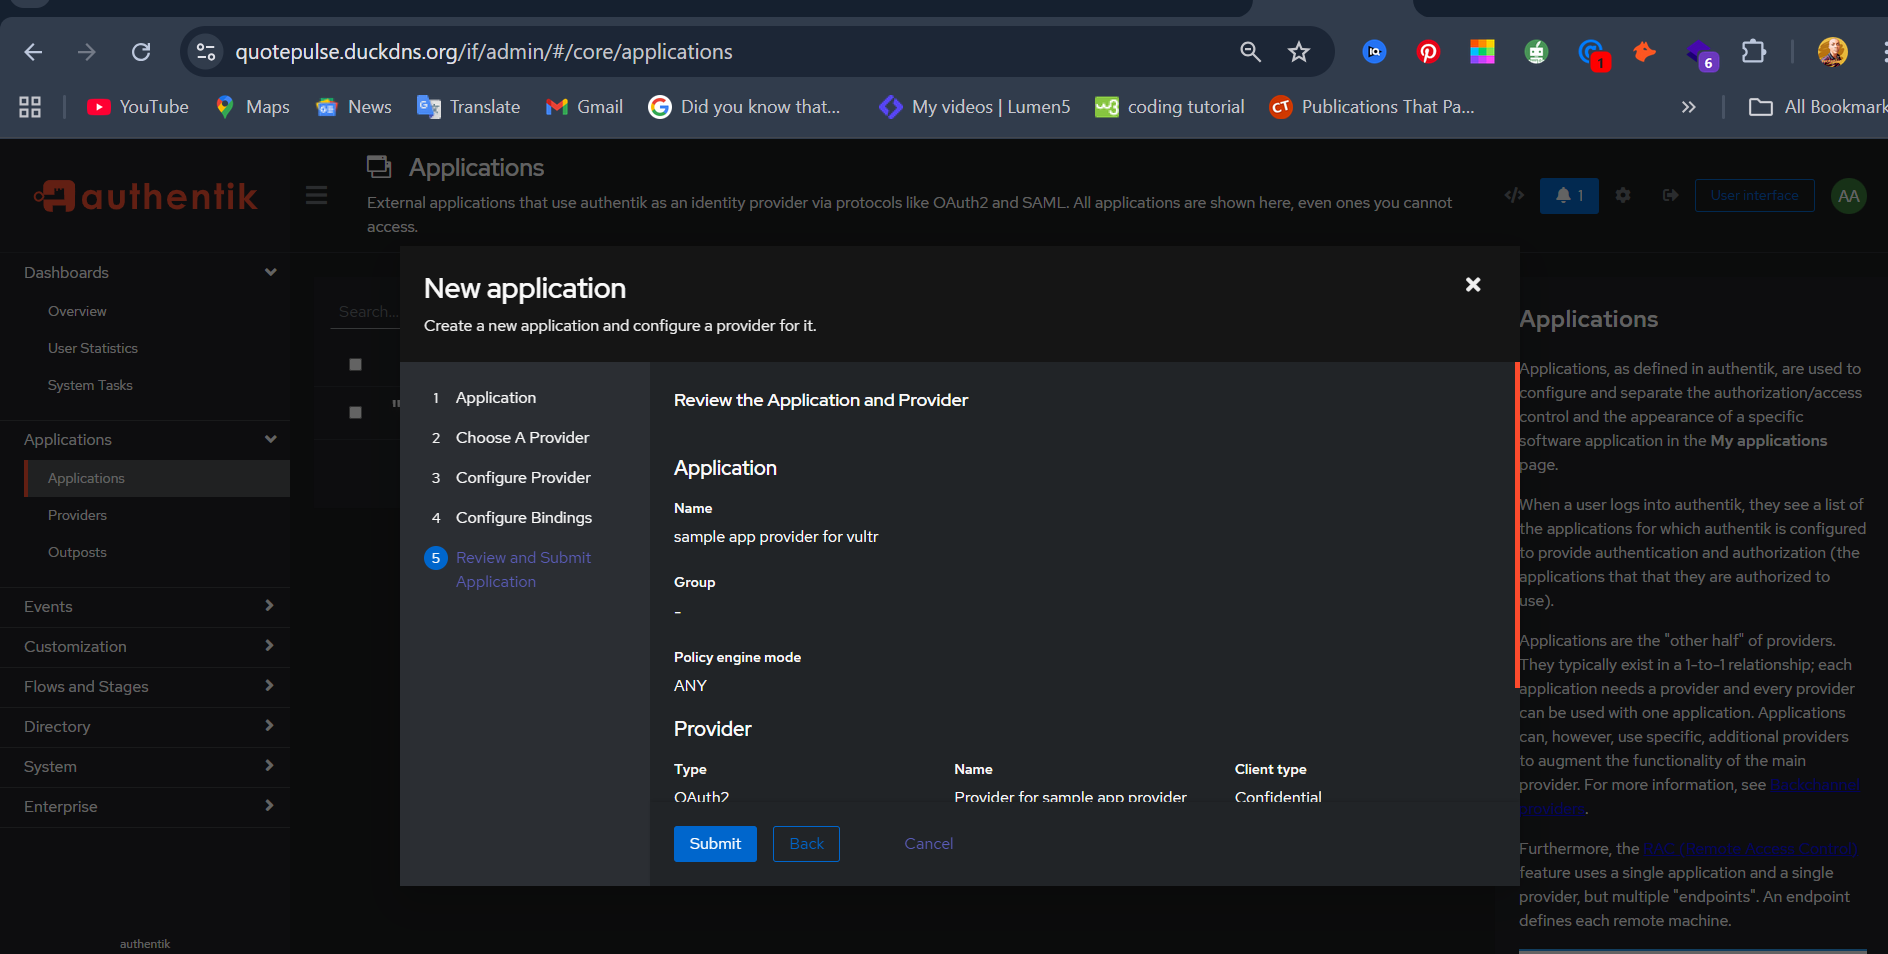 quotepulse.duckdns.org/if/admin/#/core/applications
1
6
YouTube
Maps
News
Translate
Gmail
Did you know that...
My videos | Lumen5
coding tutorial
Publications That Pa...
All Bookmark
authentik
Applications
External applications that use authentik as an identity provider via protocols like OAuth2 and SAML. All applications are shown here, even ones you cannot
access.
1
User interface
AA
Dashboards
Overview
User Statistics
System Tasks
Applications
Applications
Providers
Outposts
Events
Customization
Flows and Stages
Directory
System
Enterprise
authentik
Search...
New application
Create a new application and configure a provider for it.
1 Application
2 Choose A Provider
3 Configure Provider
4 Configure Bindings
5 Review and Submit
Application
Review the Application and Provider
Application
Name
sample app provider for vultr
Group
-
Policy engine mode
ANY
Provider
Type Name Client type
OAuth2 Provider for sample app provider Confidential
Submit
Back
Cancel
Applications
Applications, as defined in authentik, are used to
configure and separate the authorization/access
control and the appearance of a specific
software application in the My applications
page.
When a user logs into authentik, they see a list of
the applications for which authentik is configured
to provide authentication and authorization (the
applications that that they are authorized to
use).
Applications are the "other half" of providers.
They typically exist in a 1-to-1 relationship; each
application needs a provider and every provider
can be used with one application. Applications
can, however, use specific, additional providers
to augment the functionality of the main
provider. For more information, see
Furthermore, the
feature uses a single application and a single
provider, but multiple "endpoints". An endpoint
defines each remote machine.